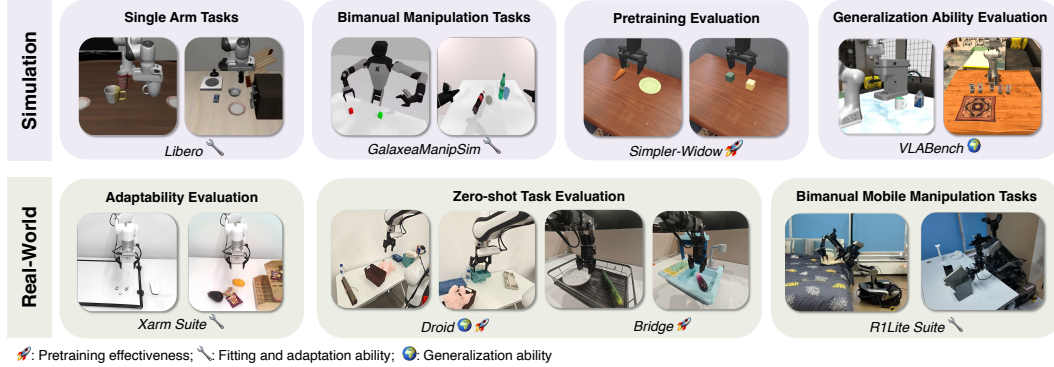 Simulation
Single Arm Tasks
Libero 🔧
Bimanual Manipulation Tasks
GalaxeaManipSim 🔧
Pretraining Evaluation
Simpler-Widow 🚀
Generalization Ability Evaluation
VLABench 🌍
Real-World
Adaptability Evaluation
Xarm Suite 🔧
Zero-shot Task Evaluation
Droid 🌍 🚀
Bridge 🚀
Bimanual Mobile Manipulation Tasks
R1Lite Suite 🔧
🚀: Pretraining effectiveness; 🔧: Fitting and adaptation ability; 🌍: Generalization ability